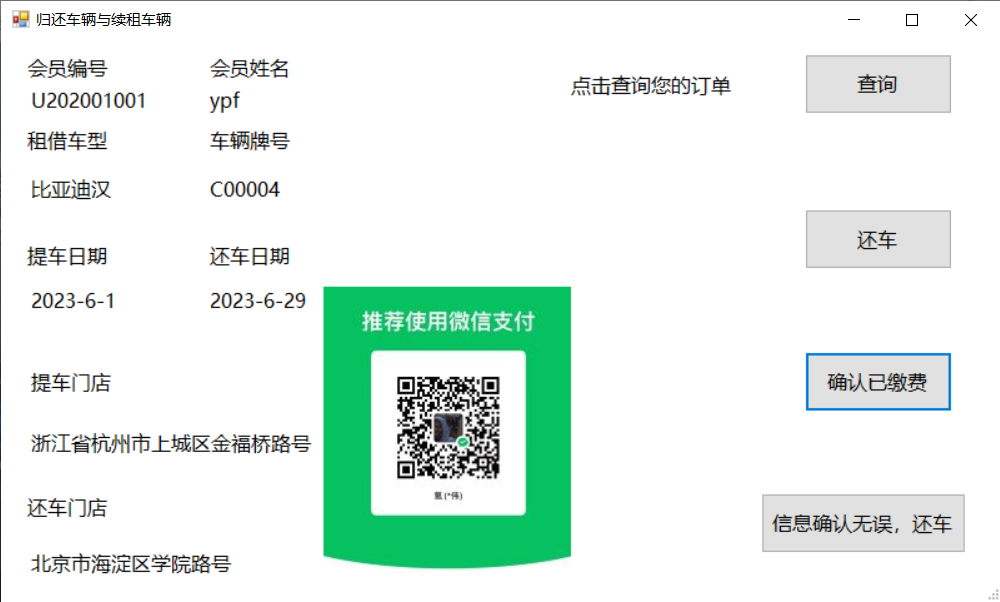 归还车辆与续租车辆
会员编号 会员姓名
U202001001 ypf
点击查询您的订单
查询
租借车型 车辆牌号
比亚迪汉 C00004
还车
提车日期 还车日期
2023-6-1 2023-6-29
推荐使用微信支付
提车门店
确认已缴费
浙江省杭州市上城区金福桥路号
氪(*伟)
还车门店
信息确认无误，还车
北京市海淀区学院路号